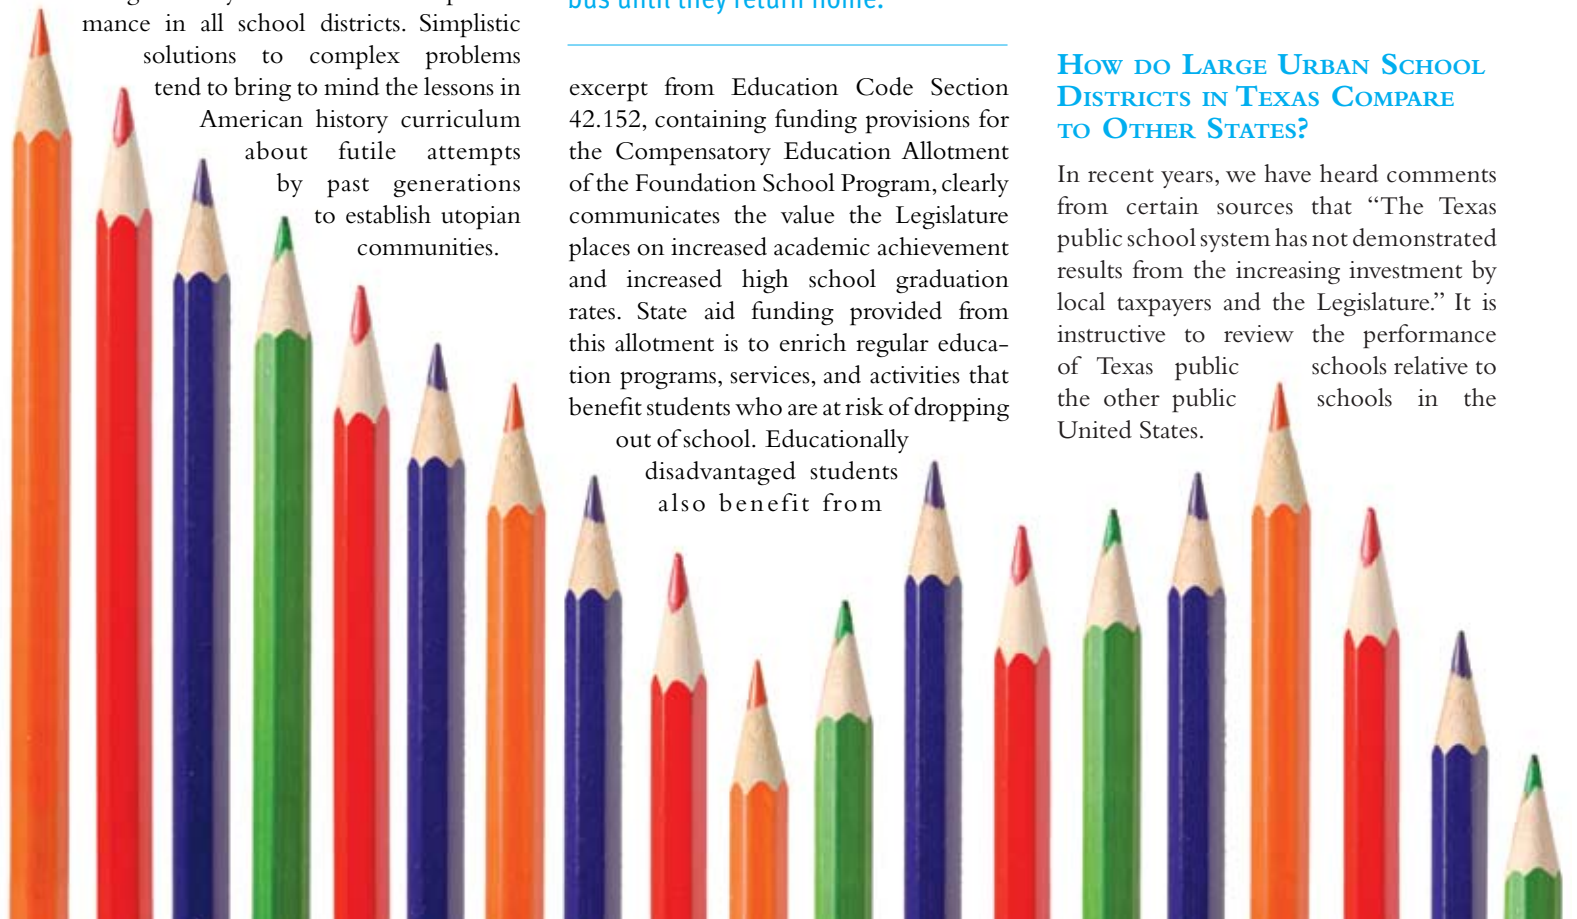 mance in all school districts. Simplistic
solutions to complex problems
tend to bring to mind the lessons in
American history curriculum
about futile attempts
by past generations
to establish utopian
communities.
bus until they return home.
excerpt from Education Code Section
42.152, containing funding provisions for
the Compensatory Education Allotment
of the Foundation School Program, clearly
communicates the value the Legislature
places on increased academic achievement
and increased high school graduation
rates. State aid funding provided from
this allotment is to enrich regular educa-
tion programs, services, and activities that
benefit students who are at risk of dropping
out of school. Educationally
disadvantaged students
also benefit from
How do Large Urban School
Districts in Texas Compare
to Other States?
In recent years, we have heard comments
from certain sources that “The Texas
public school system has not demonstrated
results from the increasing investment by
local taxpayers and the Legislature.” It is
instructive to review the performance
of Texas public schools relative to
the other public schools in the
United States.